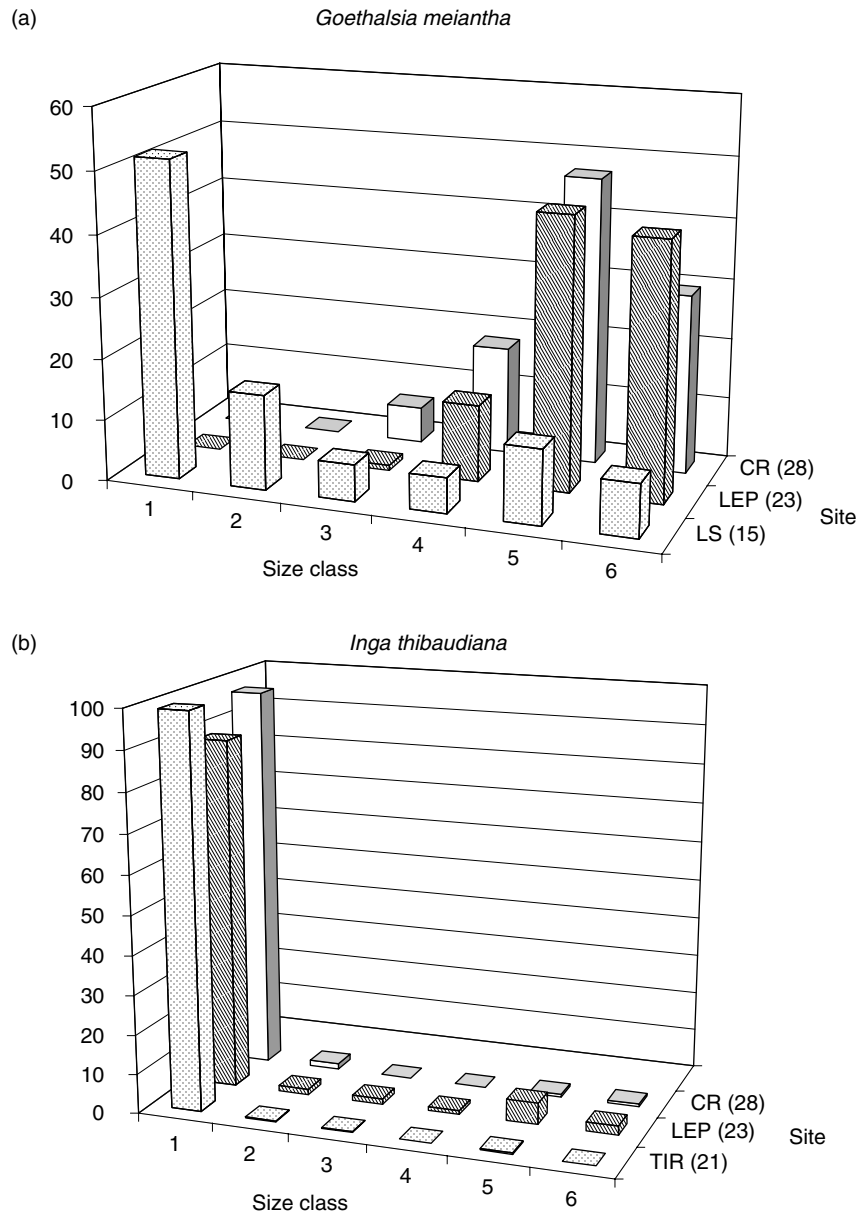 (a)
Goethalsia meiantha
60
50
40
30
20
10
0
1
2
3
4
5
6
Size class
CR (28)
LEP (23)
LS (15)
Site
(b)
Inga thibaudiana
100
90
80
70
60
50
40
30
20
10
0
1
2
3
4
5
6
Size class
CR (28)
LEP (23)
TIR (21)
Site